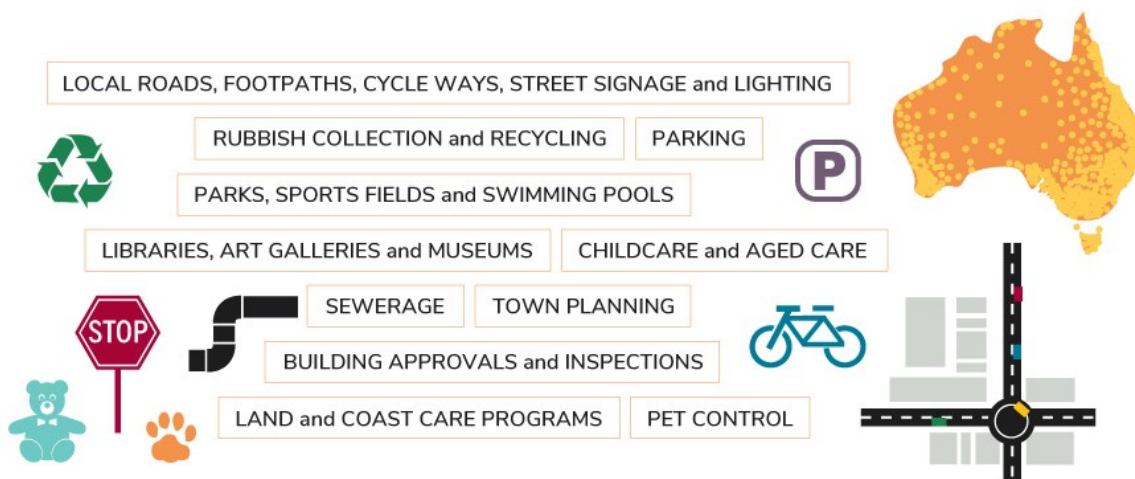 LOCAL ROADS, FOOTPATHS, CYCLE WAYS, STREET SIGNAGE and LIGHTING
RUBBISH COLLECTION and RECYCLING
PARKING
P
PARKS, SPORTS FIELDS and SWIMMING POOLS
LIBRARIES, ART GALLERIES and MUSEUMS
CHILDCARE and AGED CARE
SEWERAGE
TOWN PLANNING
STOP
BUILDING APPROVALS and INSPECTIONS
LAND and COAST CARE PROGRAMS
PET CONTROL